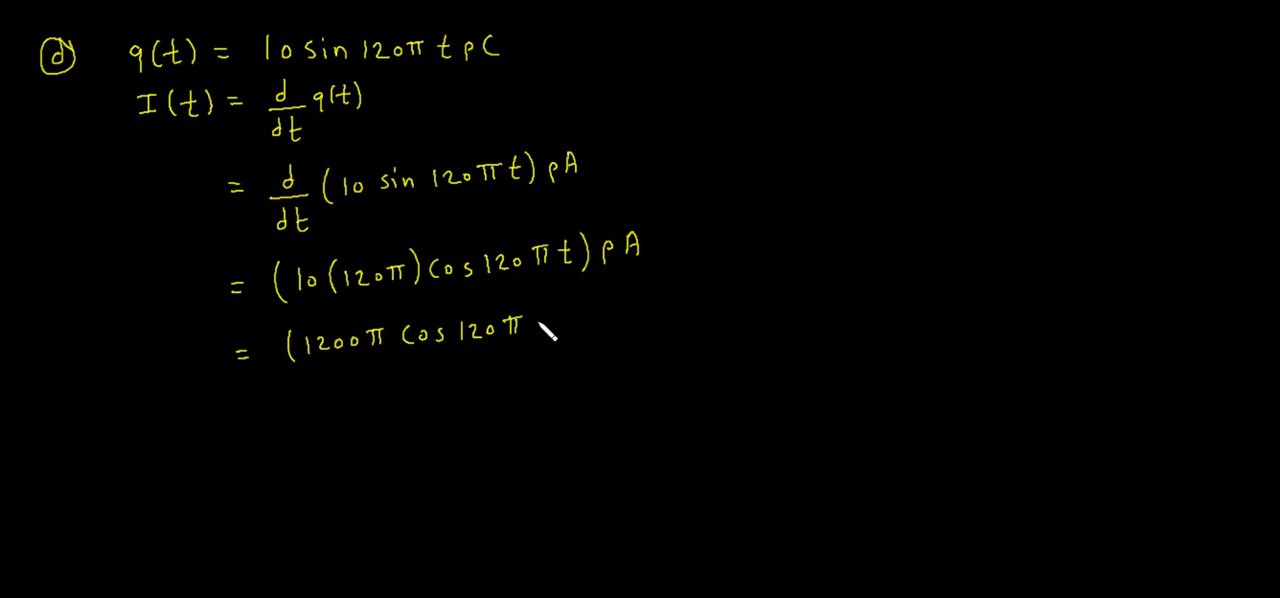 (d) q(t) = 10 sin 120π t pC
I(t) = d/dt q(t)
= d/dt (10 sin 120π t) pA
= (10(120π) cos 120π t) pA
= (1200π cos 120π